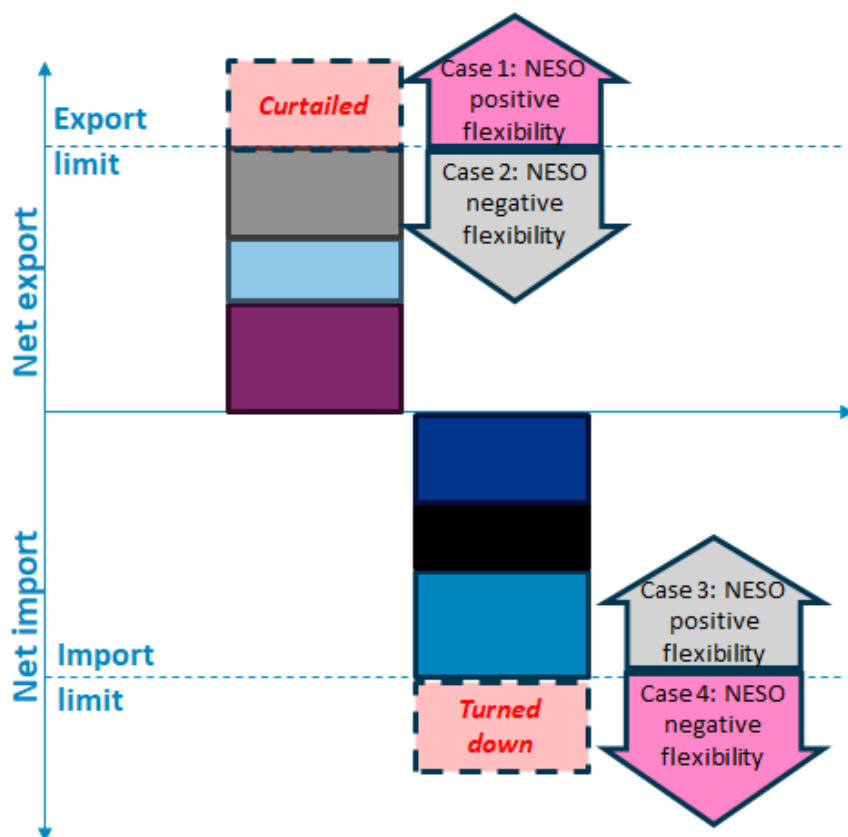 Case 1: NESO
positive
flexibility
Curtailed
Export
limit
Case 2: NESO
negative
flexibility
Net export
Net import
Case 3: NESO
positive
flexibility
Import
limit
Case 4: NESO
negative
flexibility
Turned
down